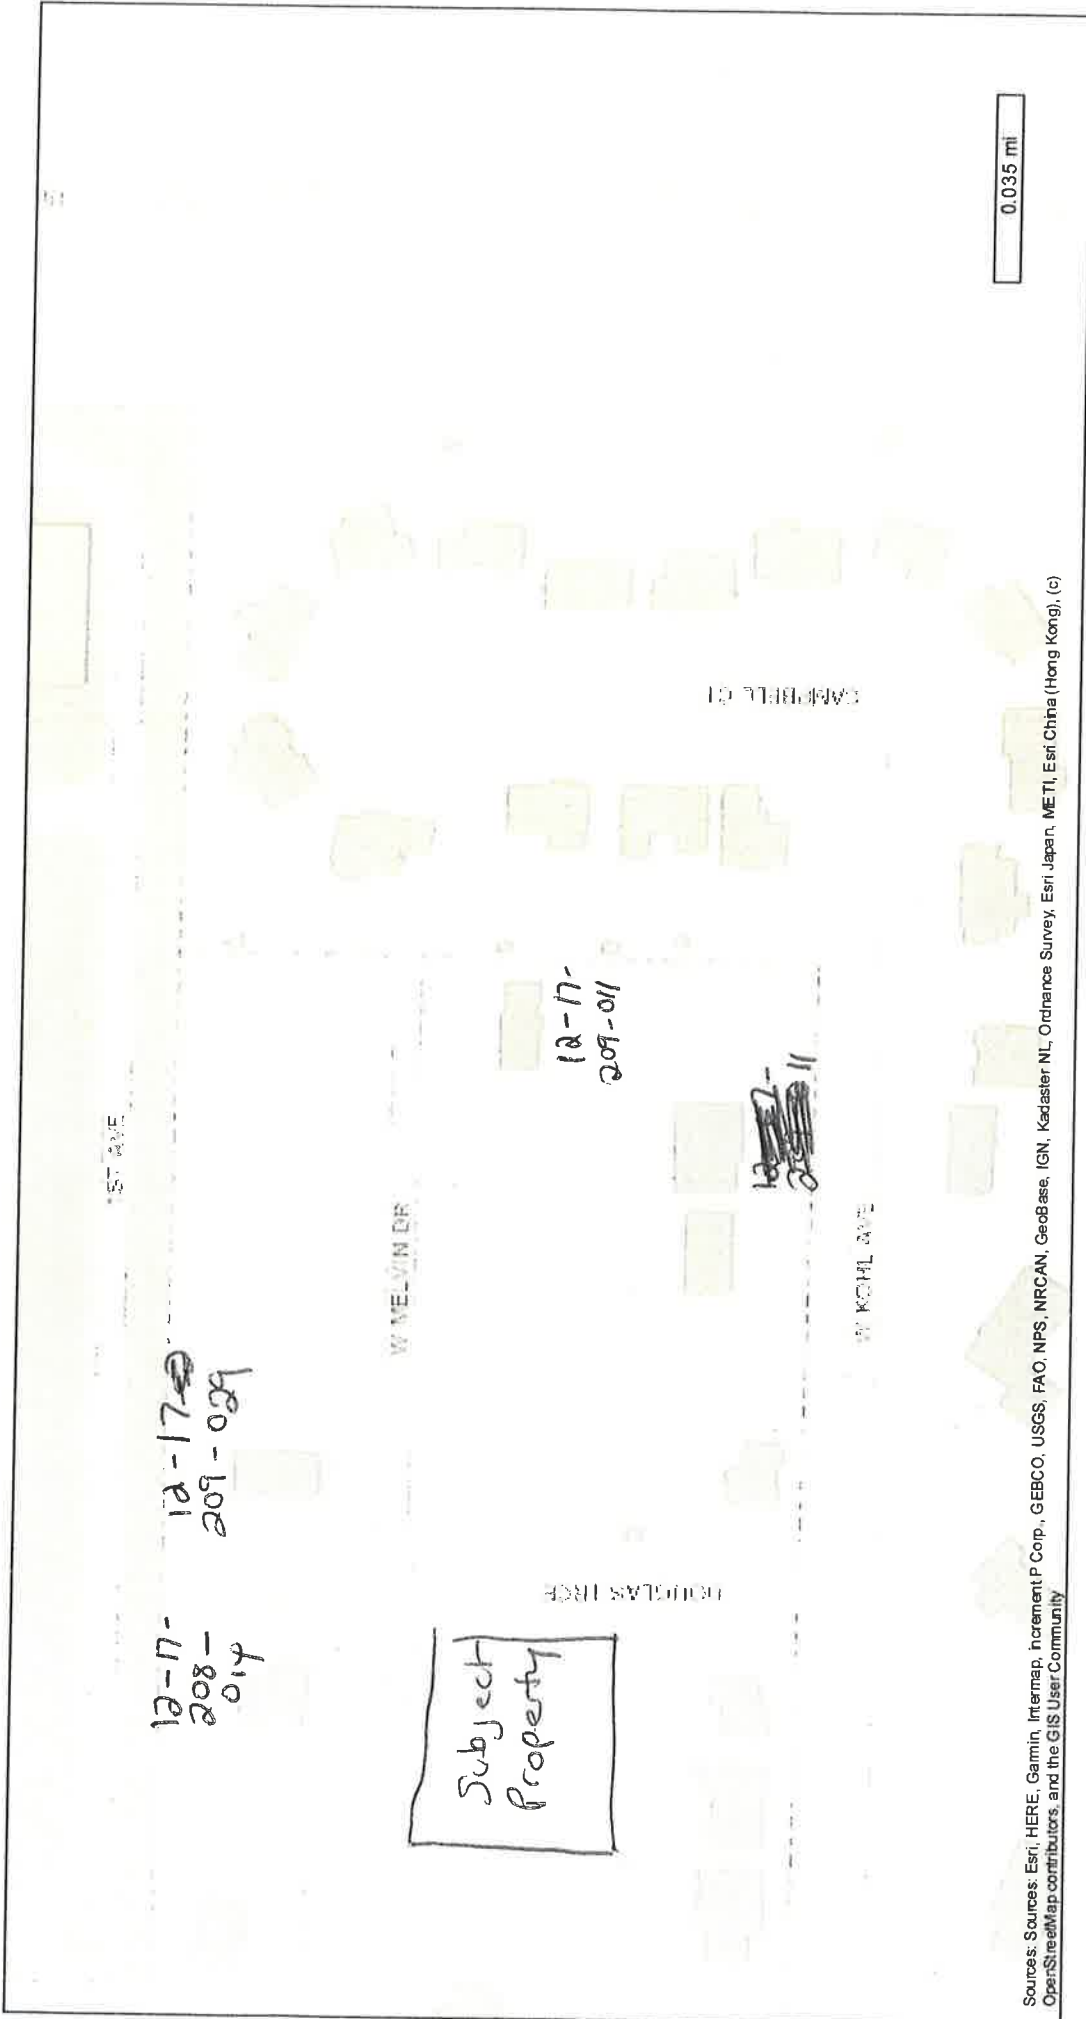 1ST AVE
12-17-
208-
014
12-17-
209-029
W MELVIN DR
12-17-
209-011
Subject
Property
DOUGLAS TRCE
CAMPBELL CT
W KOHL AVE
11
0.035 mi
Sources: Sources: Esri, HERE, Garmin, Intermap, increment P Corp., GEBCO, USGS, FAO, NPS, NRCAN, GeoBase, IGN, Kadaster NL, Ordnance Survey, Esri Japan, METI, Esri China (Hong Kong), (c)
OpenStreetMap contributors, and the GIS User Community